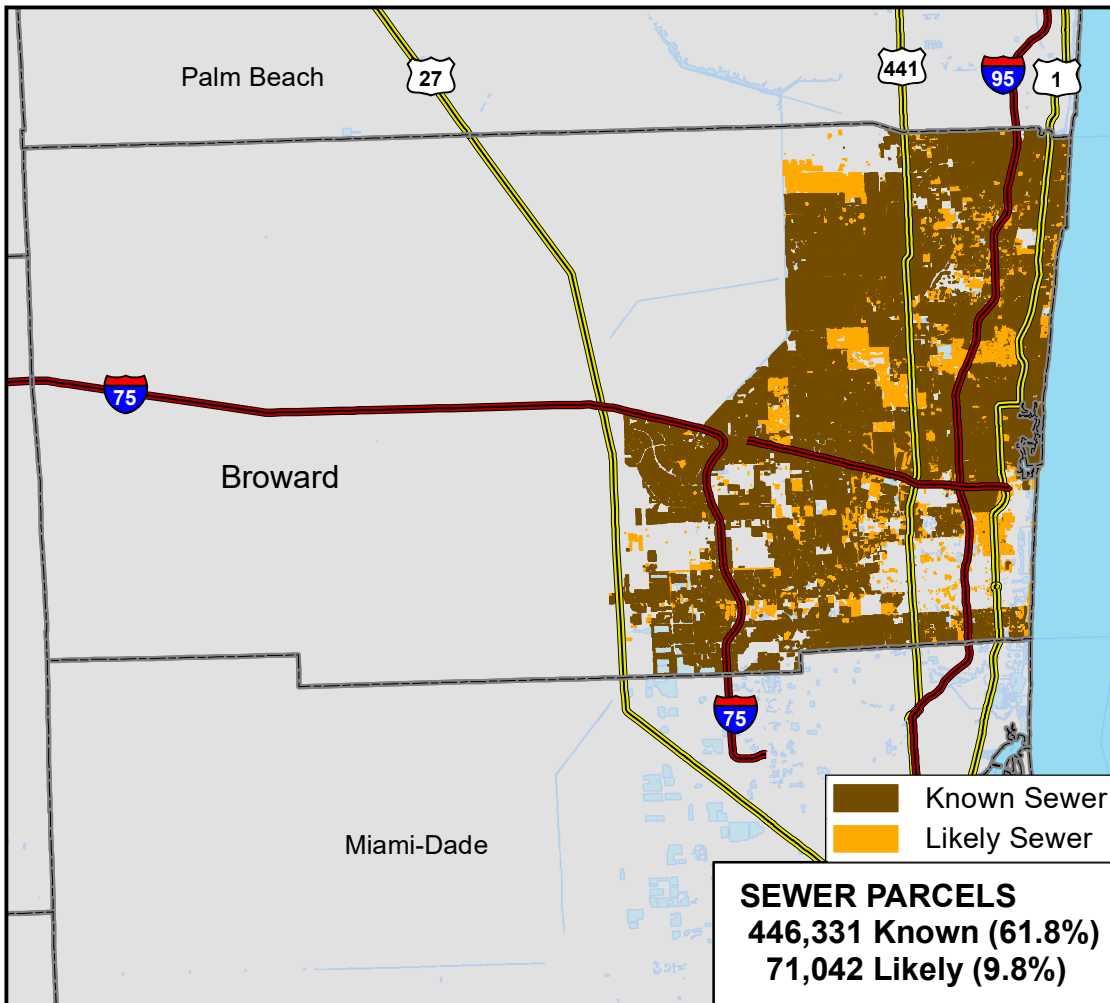 Palm Beach
27
441
95
1
75
Broward
75
Miami-Dade
Known Sewer
Likely Sewer
SEWER PARCELS
446,331 Known (61.8%)
71,042 Likely (9.8%)